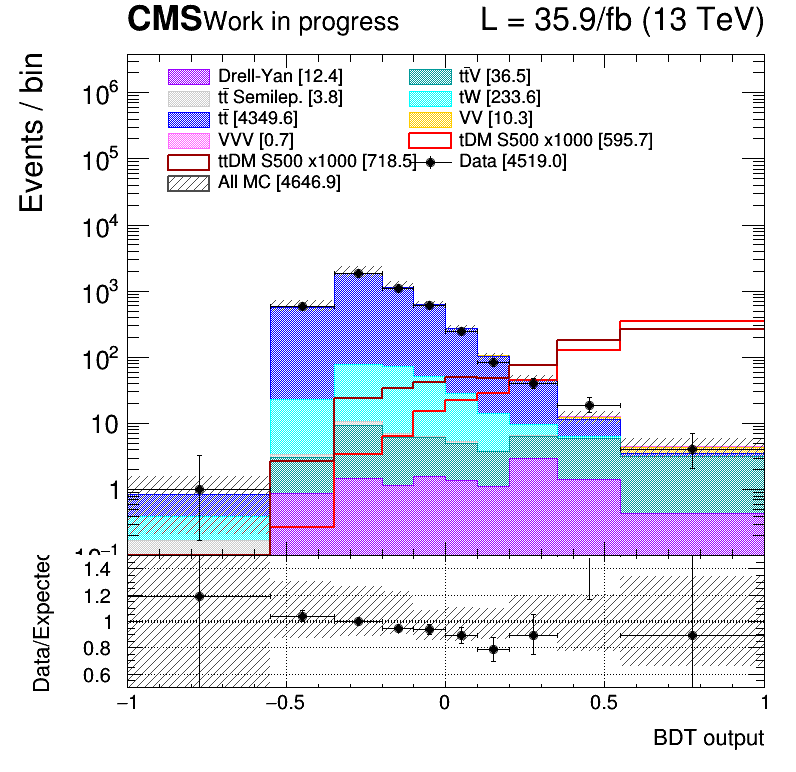 CMS Work in progress L = 35.9/fb (13 TeV)
Events / bin
Drell-Yan [12.4] tt̄V [36.5]
tt̄ Semilep. [3.8] tW [233.6]
tt̄ [4349.6] VV [10.3]
VVV [0.7] tDM S500 x1000 [595.7]
ttDM S500 x1000 [718.5] Data [4519.0]
All MC [4646.9]
10⁶
10⁵
10⁴
10³
10²
10
1
10⁻¹
Data/Expected
1.4
1.2
1
0.8
0.6
−1 −0.5 0 0.5 1
BDT output